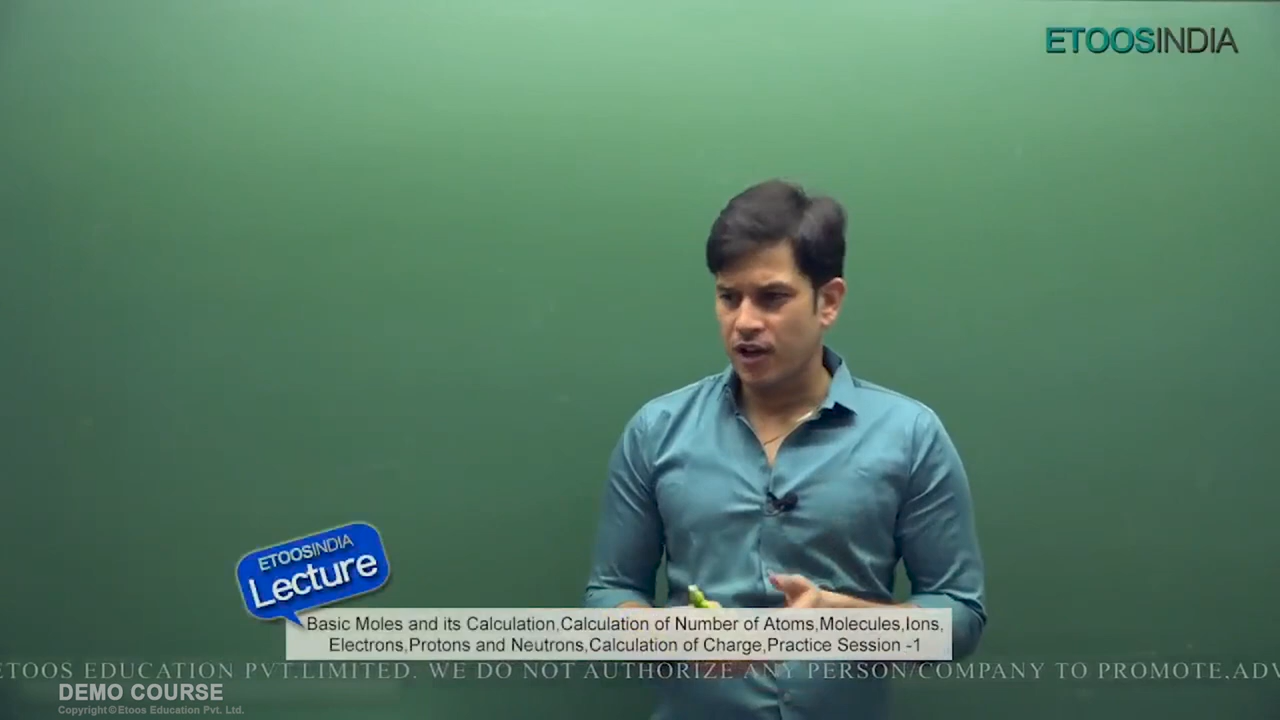 ETOOSINDIA
ETOOSINDIA
Lecture
Basic Moles and its Calculation,Calculation of Number of Atoms,Molecules,Ions,
Electrons,Protons and Neutrons,Calculation of Charge,Practice Session -1
ETOOS EDUCATION PVT.LIMITED. WE DO NOT AUTHORIZE ANY PERSON/COMPANY TO PROMOTE,ADV
DEMO COURSE
Copyright©Etoos Education Pvt. Ltd.